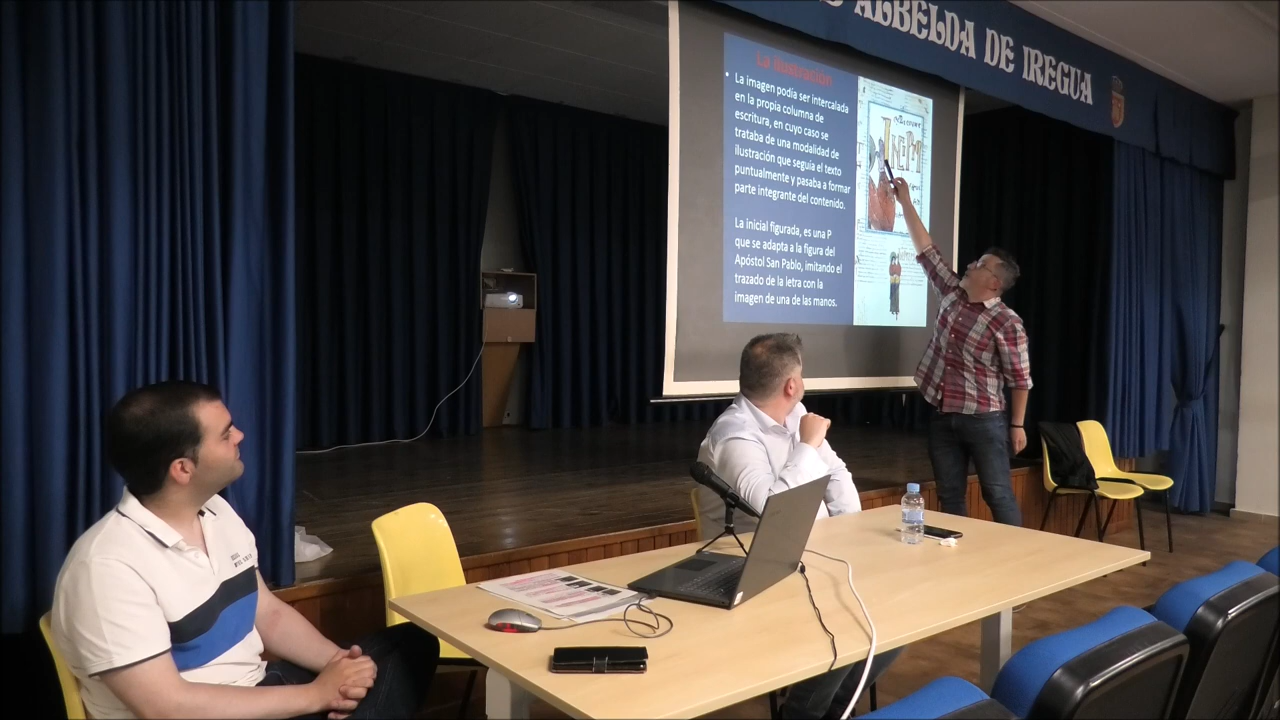 ALBELDA DE IREGUA
La ilustración
• La imagen podía ser intercalada
en la propia columna de
escritura, en cuyo caso se
trataba de una modalidad de
ilustración que seguía el texto
puntualmente y pasaba a formar
parte integrante del contenido.
La inicial figurada, es una P
que se adapta a la figura del
Apóstol San Pablo, imitando el
trazado de la letra con la
imagen de una de las manos.